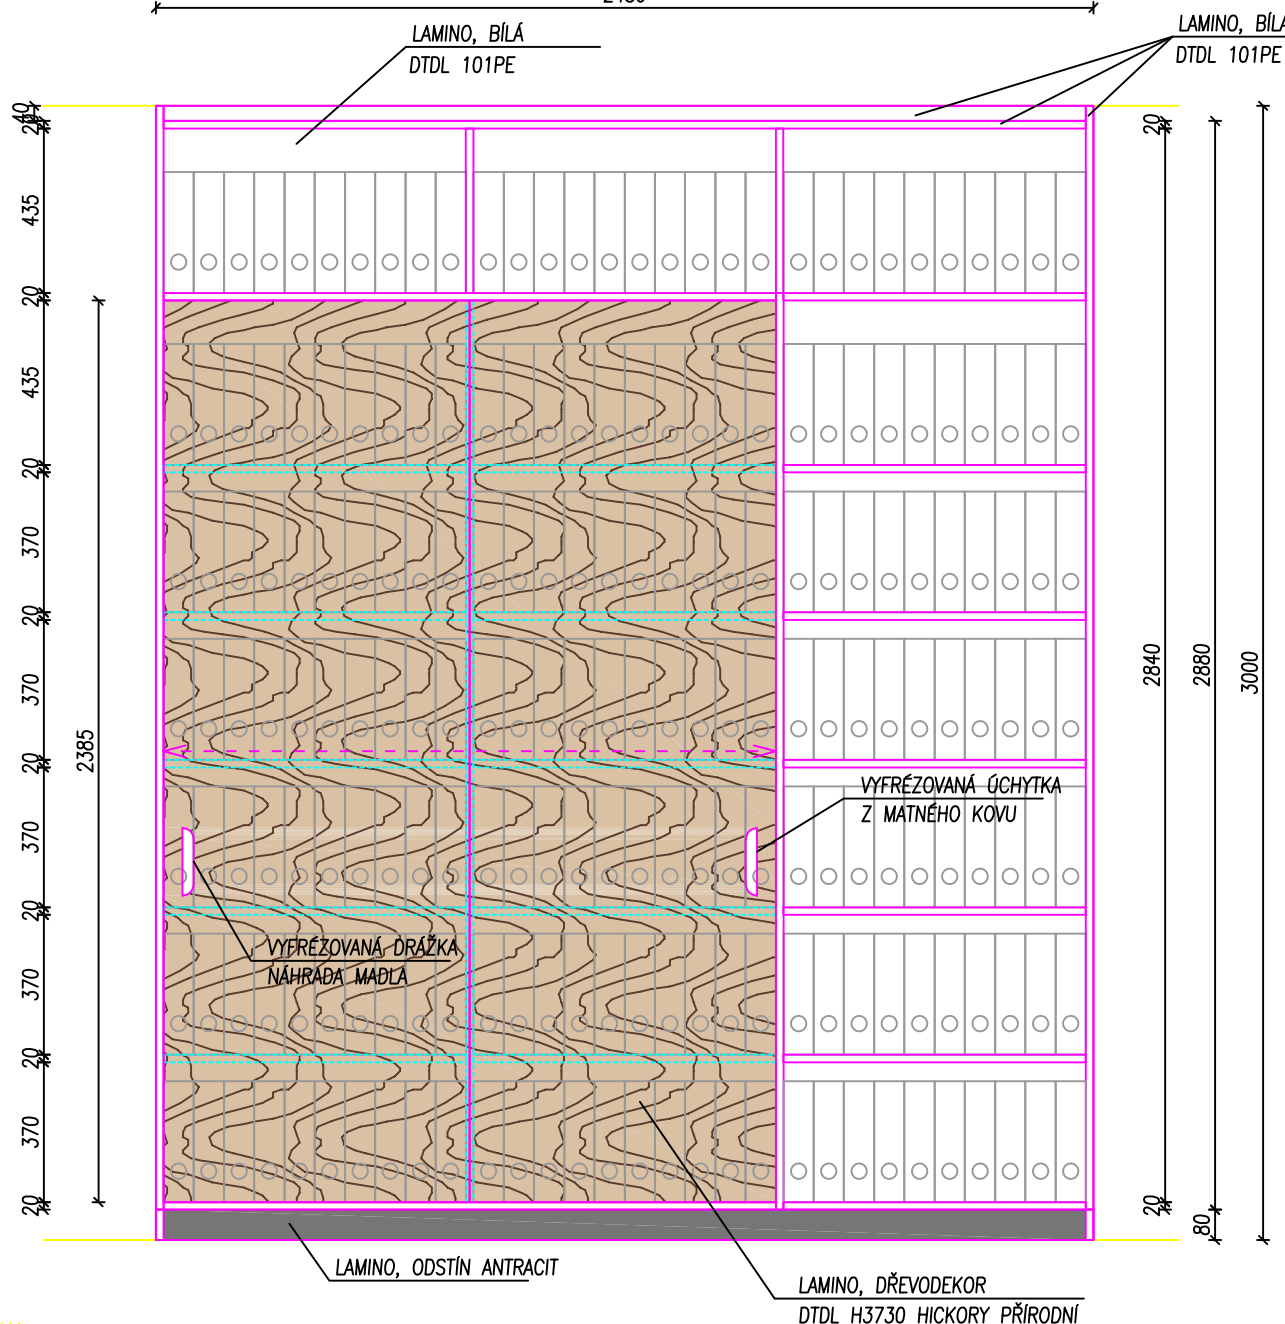 LAMINO, BÍLÁ
DTDL 101PE
LAMINO, BÍLÁ
DTDL 101PE
40
20
435
20
435
20
370
20
370
20
370
20
370
20
370
20
2385
20
2840
2880
3000
20
80
VYFRÉZOVANÁ ÚCHYTKA
Z MATNÉHO KOVU
VYFRÉZOVANÁ DRÁŽKA
NÁHRADA MADLA
LAMINO, ODSTÍN ANTRACIT
LAMINO, DŘEVODEKOR
DTDL H3730 HICKORY PŘÍRODNÍ